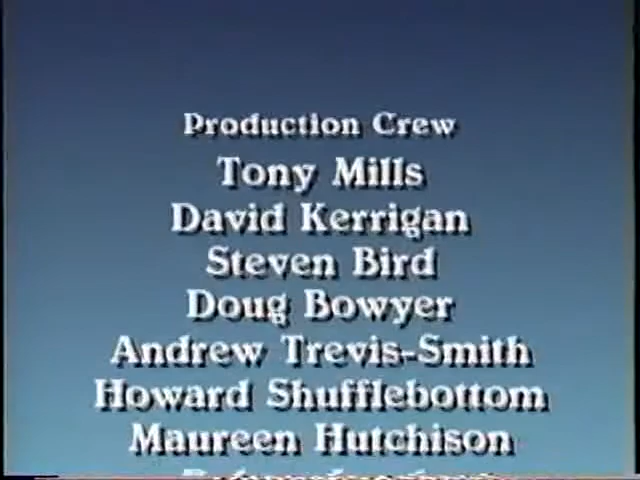 Production Crew
Tony Mills
David Kerrigan
Steven Bird
Doug Bowyer
Andrew Trevis-Smith
Howard Shufflebottom
Maureen Hutchison